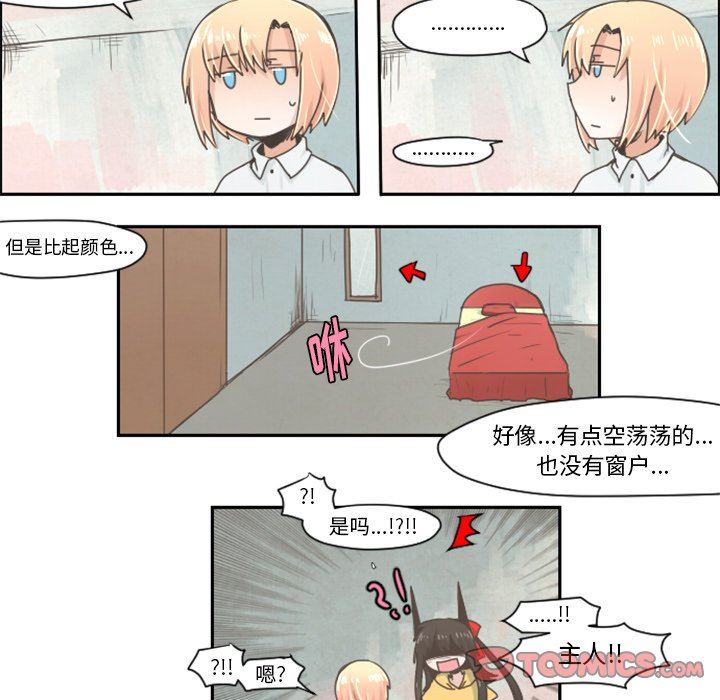 .............
............
但是比起颜色...
咻
好像...有点空荡荡的...
也没有窗户...
?!
是吗...!?!!
?!
......!!
主人!!
?!!
嗯?
TOOMICS.COM